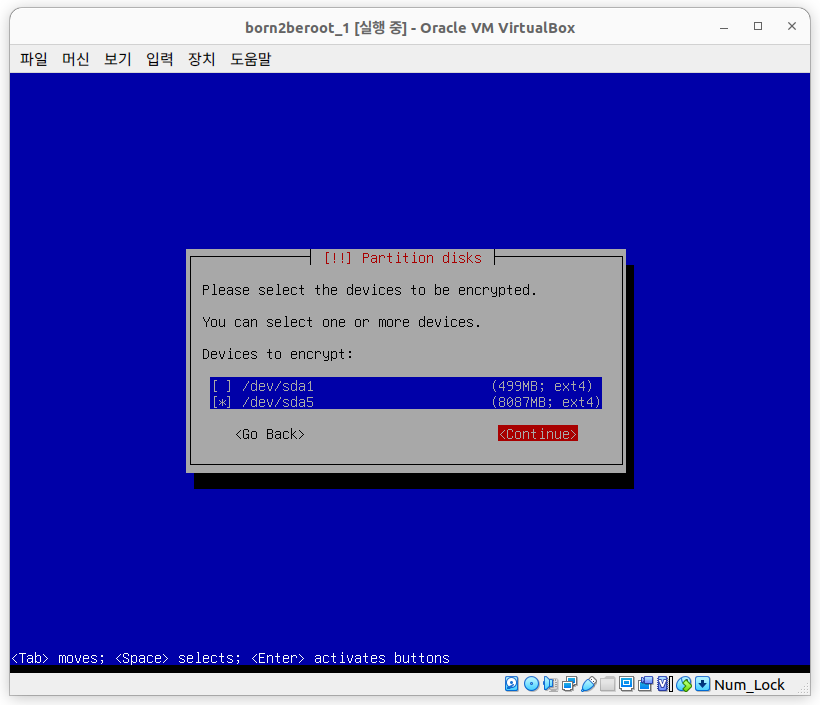 born2beroot_1 [실행 중] - Oracle VM VirtualBox
파일 머신 보기 입력 장치 도움말
[!!] Partition disks
Please select the devices to be encrypted.
You can select one or more devices.
Devices to encrypt:
[ ] /dev/sda1 (499MB; ext4)
[*] /dev/sda5 (8087MB; ext4)
<Go Back> <Continue>
<Tab> moves; <Space> selects; <Enter> activates buttons
Num_Lock